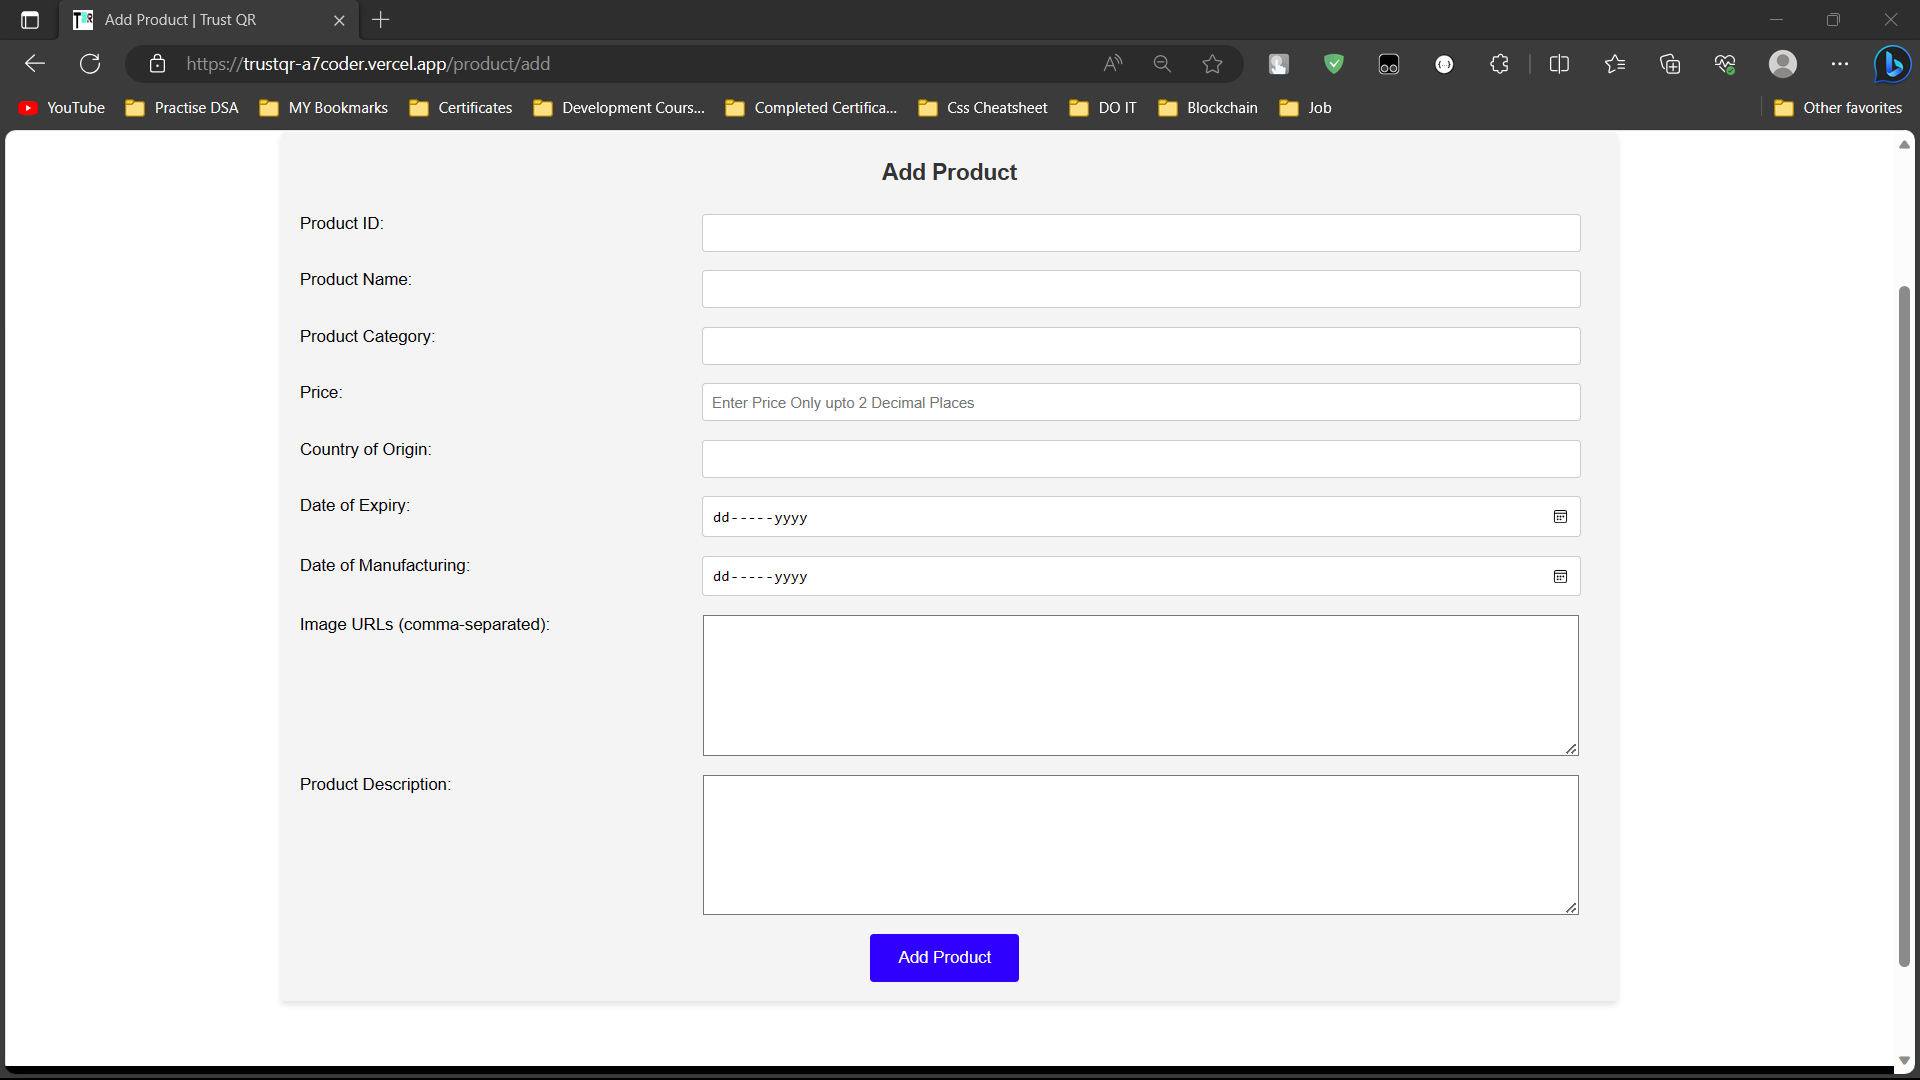 Add Product | Trust QR
https://trustqr-a7coder.vercel.app/product/add
YouTube Practise DSA MY Bookmarks Certificates Development Cours... Completed Certifica... Css Cheatsheet DO IT Blockchain Job Other favorites
Add Product
Product ID:
Product Name:
Product Category:
Price: Enter Price Only upto 2 Decimal Places
Country of Origin:
Date of Expiry: dd-----yyyy
Date of Manufacturing: dd-----yyyy
Image URLs (comma-separated):
Product Description:
Add Product